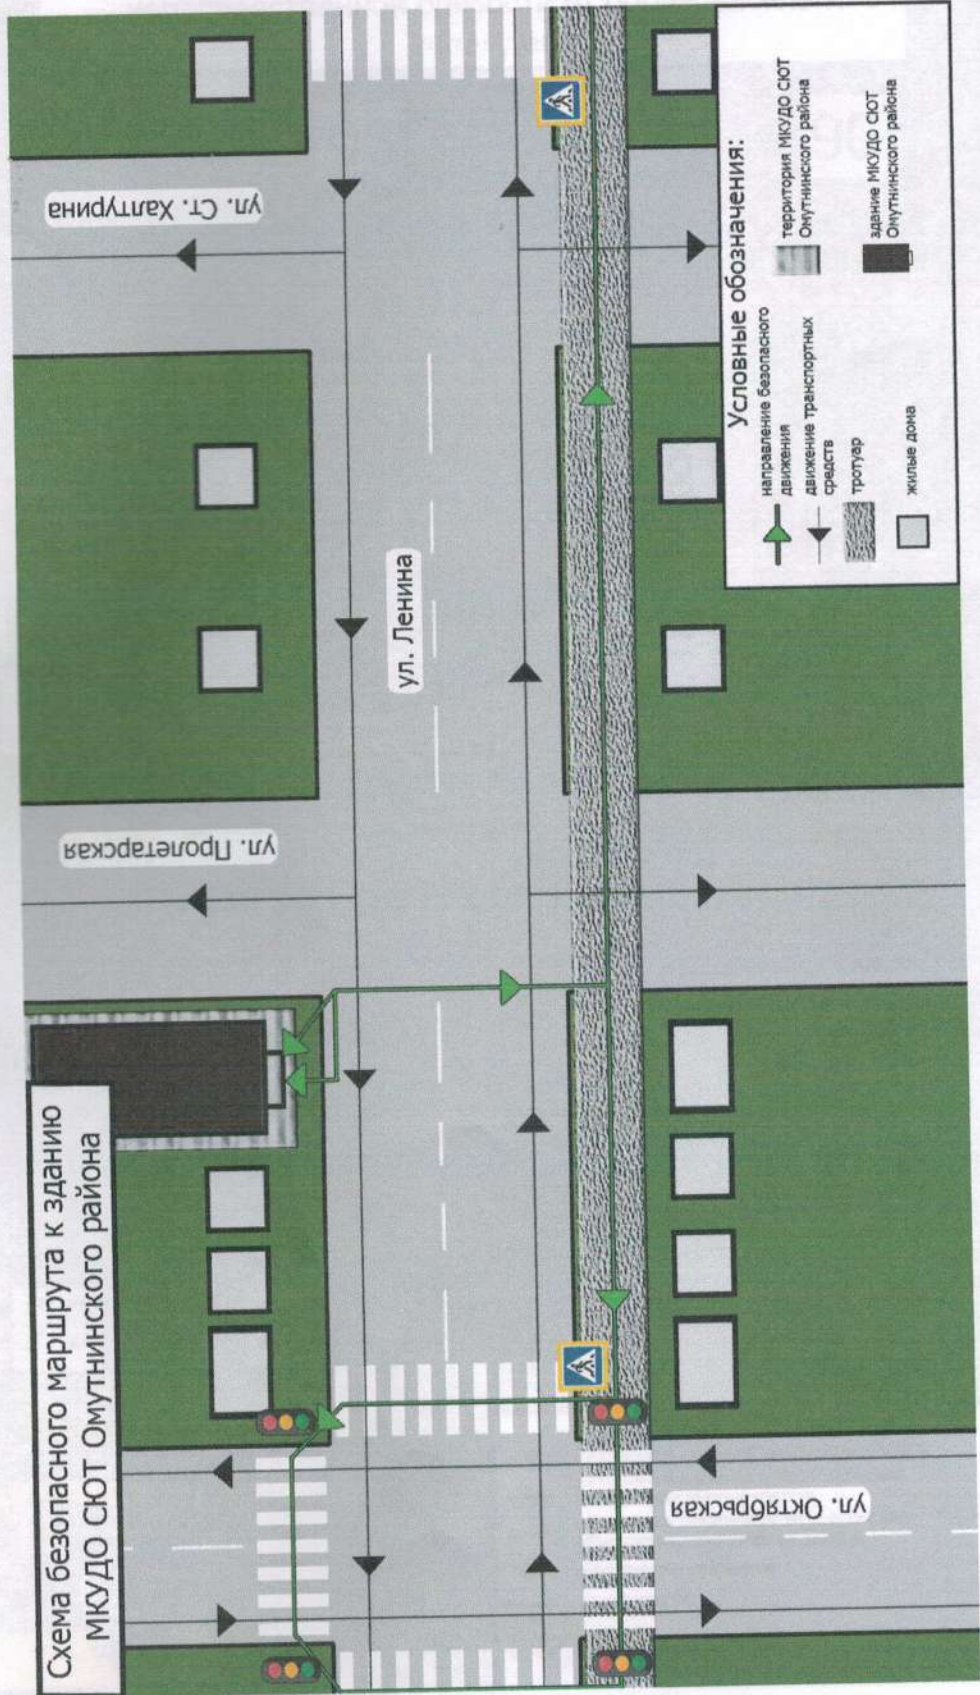 Схема безопасного маршрута к зданию
МКУДО СЮТ Омутнинского района
ул. Октябрьская
ул. Пролетарская
ул. Ленина
ул. Ст. Халтурина
Условные обозначения:
направление безопасного
движения
движение транспортных
средств
тротуар
жилые дома
территория МКУДО СЮТ
Омутнинского района
здание МКУДО СЮТ
Омутнинского района